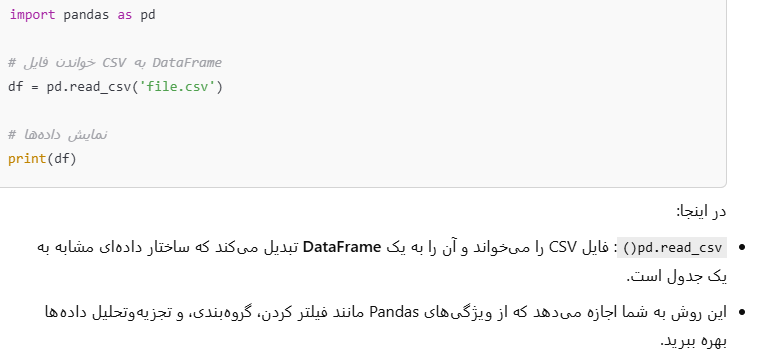 import pandas as pd
# خواندن فایل CSV به DataFrame
df = pd.read_csv('file.csv')
# نمایش داده‌ها
print(df)
در اینجا:
pd.read_csv() : فایل CSV را می‌خواند و آن را به یک DataFrame تبدیل می‌کند که ساختار داده‌ای مشابه به
یک جدول است.
این روش به شما اجازه می‌دهد که از ویژگی‌های Pandas مانند فیلتر کردن، گروه‌بندی، و تجزیه‌وتحلیل داده‌ها
بهره ببرید.